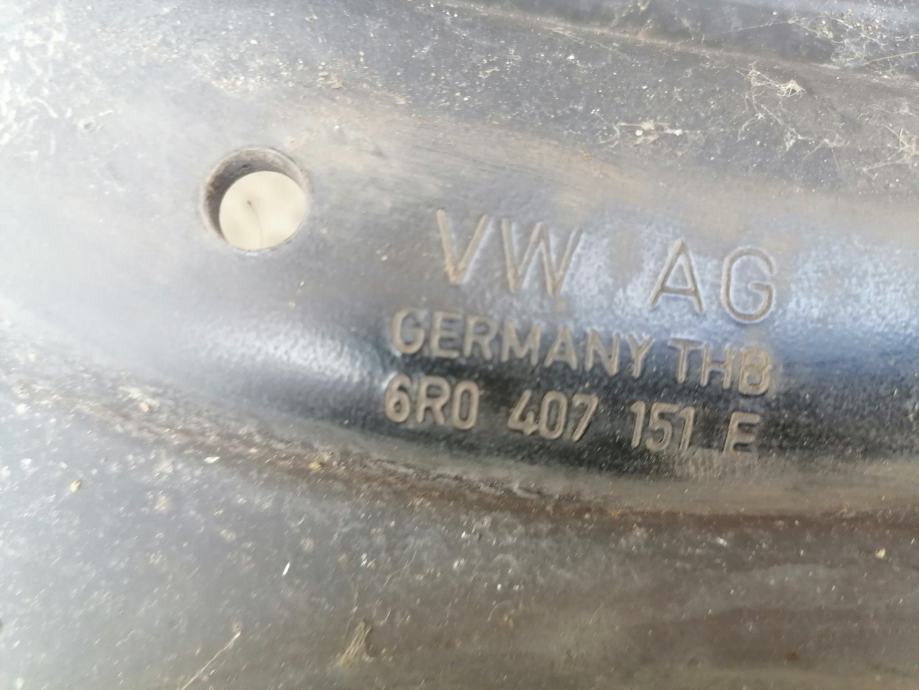 VW AG
GERMANY THB
6R0 407 151 E